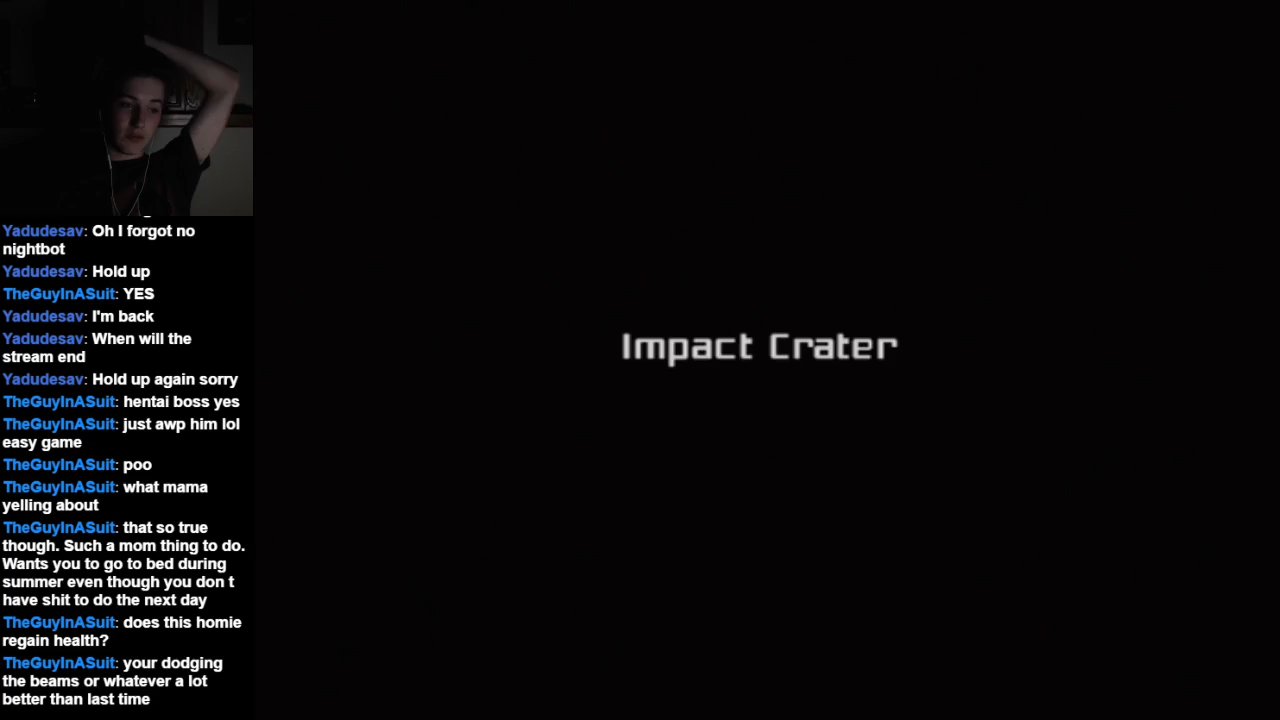 Yadudesav: Oh I forgot no
nightbot
Yadudesav: Hold up
TheGuyInASuit: YES
Yadudesav: I'm back
Yadudesav: When will the
stream end
Yadudesav: Hold up again sorry
TheGuyInASuit: hentai boss yes
TheGuyInASuit: just awp him lol
easy game
TheGuyInASuit: poo
TheGuyInASuit: what mama
yelling about
TheGuyInASuit: that so true
though. Such a mom thing to do.
Wants you to go to bed during
summer even though you don t
have shit to do the next day
TheGuyInASuit: does this homie
regain health?
TheGuyInASuit: your dodging
the beams or whatever a lot
better than last time
Impact Crater